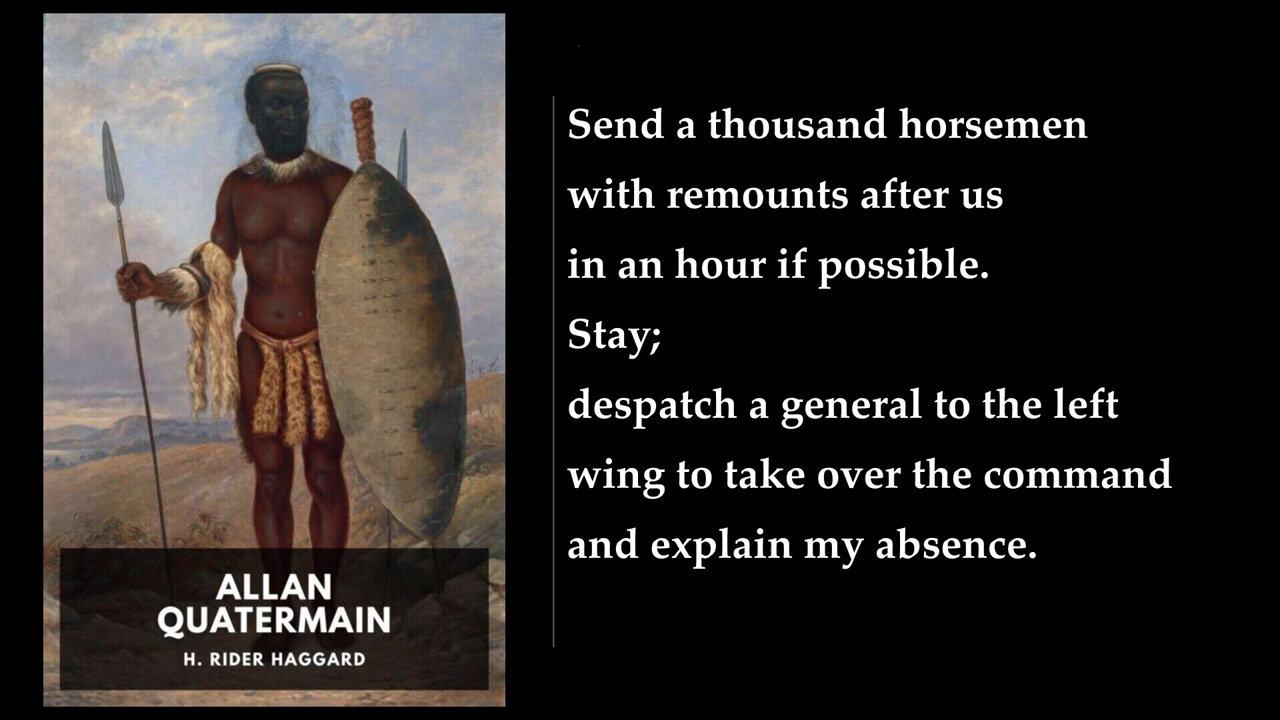 ALLAN
QUATERMAIN
H. RIDER HAGGARD
Send a thousand horsemen
with remounts after us
in an hour if possible.
Stay;
despatch a general to the left
wing to take over the command
and explain my absence.